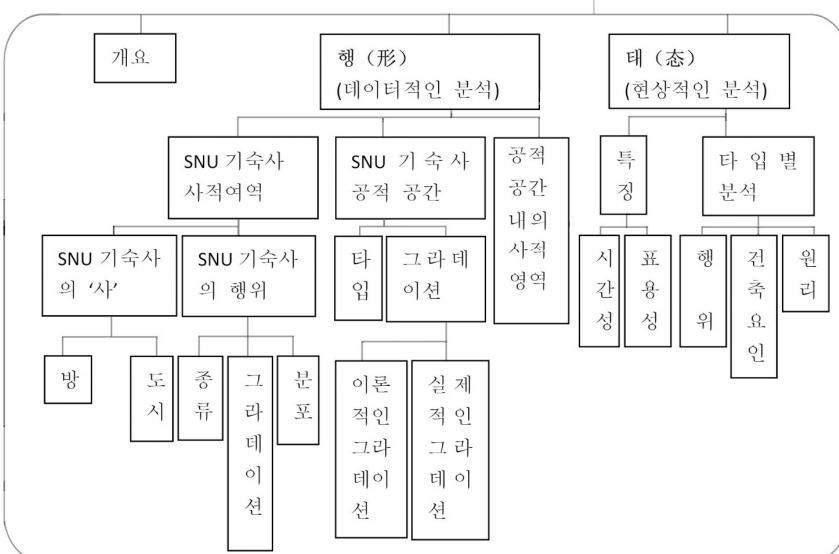 개요
행 (形)
(데이터적인 분석)
태 (态)
(현상적인 분석)
SNU 기숙사
사적여역
SNU 기숙사
공적 공간
공적
공간
내의
사적
영역
특
징
타입별
분석
SNU 기숙사
의 ‘사’
SNU 기숙사
의 행위
타
입
그라데
이션
시
간
성
표
용
성
행
위
건
축
요
인
원
리
방
도
시
종
류
그
라
데
이
션
분
포
이론
적인
그라
데이
션
실제
적인
그라
데이
션